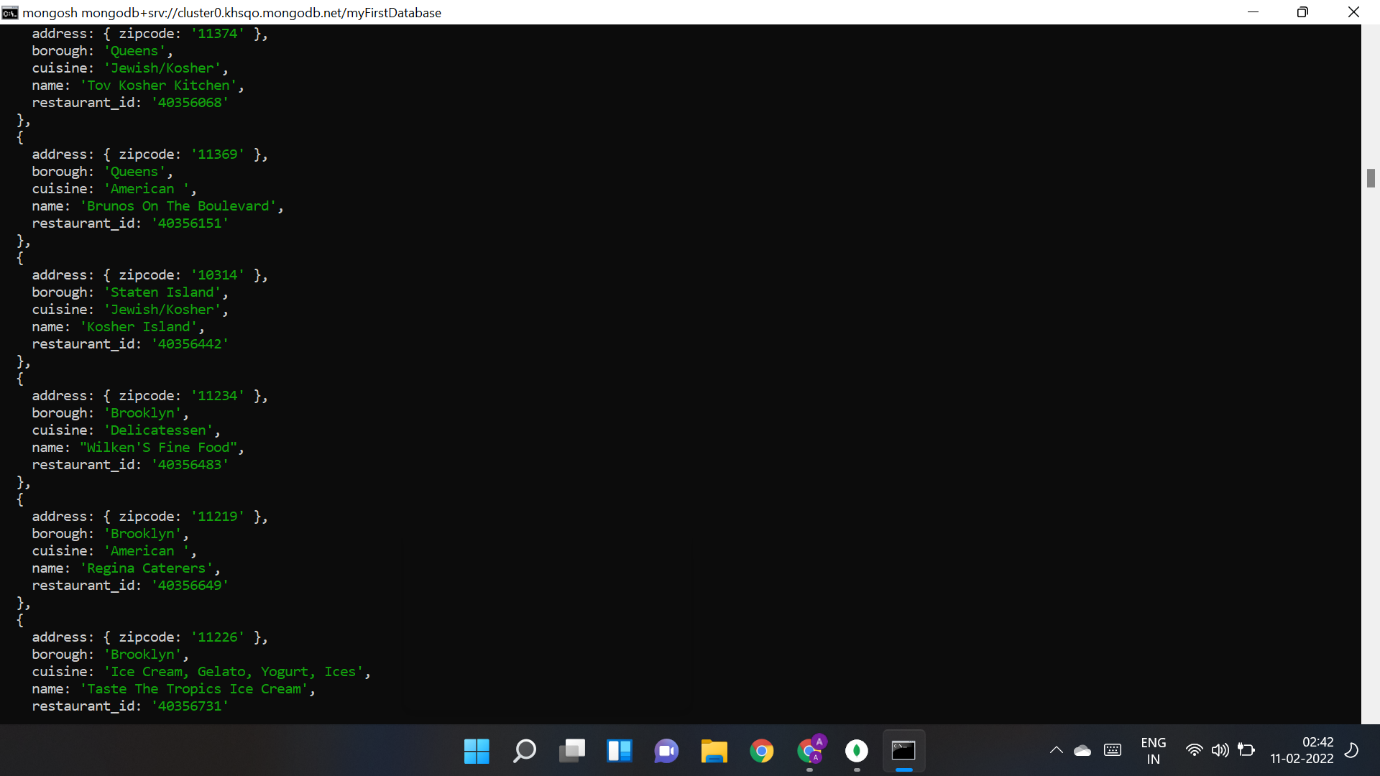 mongosh mongodb+srv://cluster0.khsqo.mongodb.net/myFirstDatabase
address: { zipcode: '11374' },
borough: 'Queens',
cuisine: 'Jewish/Kosher',
name: 'Tov Kosher Kitchen',
restaurant_id: '40356068'
},
{
address: { zipcode: '11369' },
borough: 'Queens',
cuisine: 'American ',
name: 'Brunos On The Boulevard',
restaurant_id: '40356151'
},
{
address: { zipcode: '10314' },
borough: 'Staten Island',
cuisine: 'Jewish/Kosher',
name: 'Kosher Island',
restaurant_id: '40356442'
},
{
address: { zipcode: '11234' },
borough: 'Brooklyn',
cuisine: 'Delicatessen',
name: "Wilken'S Fine Food",
restaurant_id: '40356483'
},
{
address: { zipcode: '11219' },
borough: 'Brooklyn',
cuisine: 'American ',
name: 'Regina Caterers',
restaurant_id: '40356649'
},
{
address: { zipcode: '11226' },
borough: 'Brooklyn',
cuisine: 'Ice Cream, Gelato, Yogurt, Ices',
name: 'Taste The Tropics Ice Cream',
restaurant_id: '40356731'
A
A
ENG
IN
02:42
11-02-2022